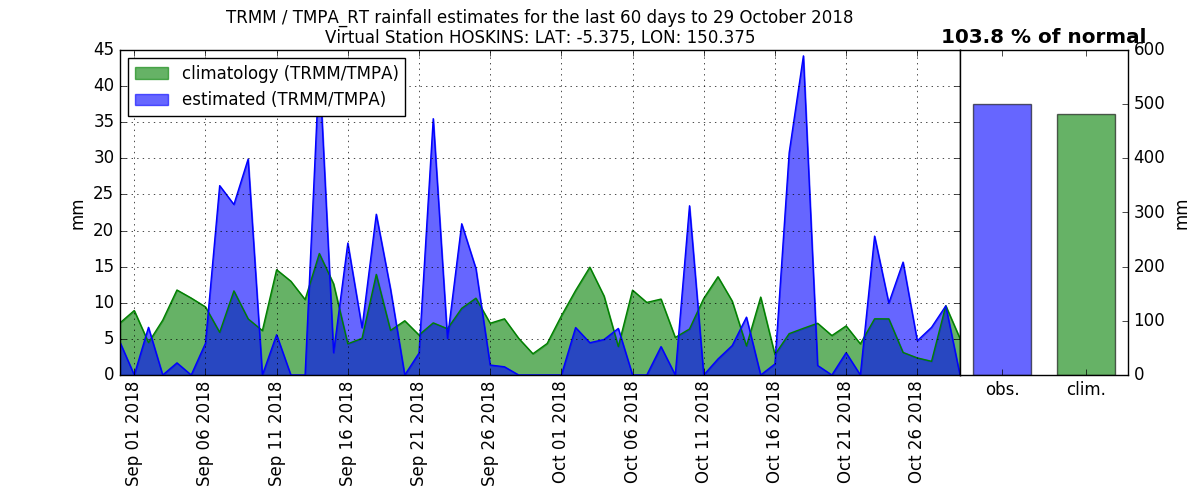 TRMM / TMPA_RT rainfall estimates for the last 60 days to 29 October 2018
Virtual Station HOSKINS: LAT: -5.375, LON: 150.375
103.8 % of normal
climatology (TRMM/TMPA)
estimated (TRMM/TMPA)
45
40
35
30
25
20
15
10
5
0
mm
Sep 01 2018
Sep 06 2018
Sep 11 2018
Sep 16 2018
Sep 21 2018
Sep 26 2018
Oct 01 2018
Oct 06 2018
Oct 11 2018
Oct 16 2018
Oct 21 2018
Oct 26 2018
obs.
clim.
600
500
400
300
200
100
0
mm